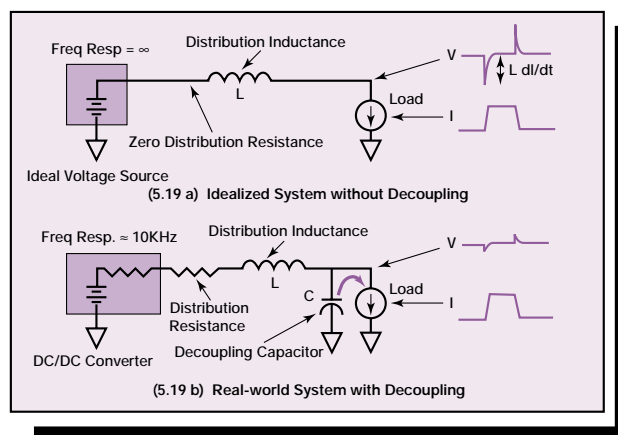 Freq Resp = ∞
Distribution Inductance
V
L dI/dt
L
Load
I
Zero Distribution Resistance
Ideal Voltage Source
(5.19 a) Idealized System without Decoupling
Freq Resp. ≈ 10KHz
Distribution Inductance
V
L
C
Load
I
Distribution
Resistance
Decoupling Capacitor
DC/DC Converter
(5.19 b) Real-world System with Decoupling